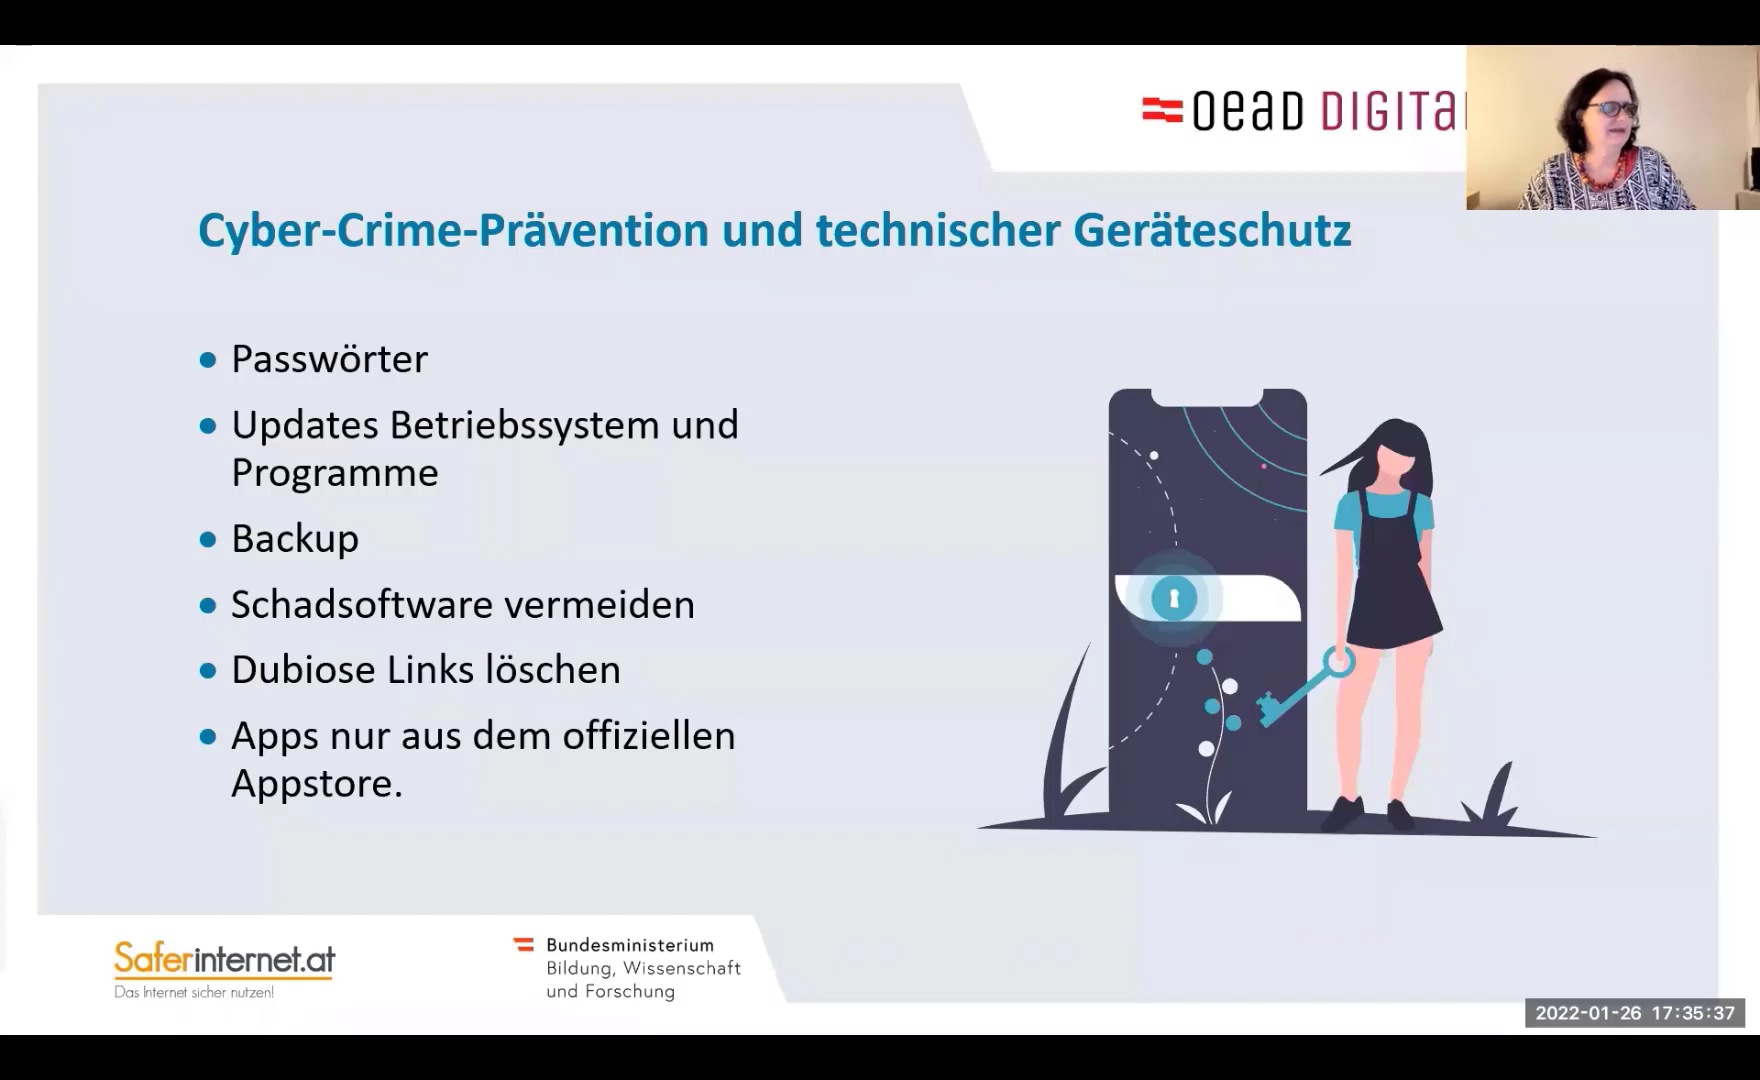 OEAD DIGITAL
Cyber-Crime-Prävention und technischer Geräteschutz
• Passwörter
• Updates Betriebssystem und
Programme
• Backup
• Schadsoftware vermeiden
• Dubiose Links löschen
• Apps nur aus dem offiziellen
Appstore.
Saferinternet.at
Das Internet sicher nutzen!
Bundesministerium
Bildung, Wissenschaft
und Forschung
2022-01-26 17:35:37